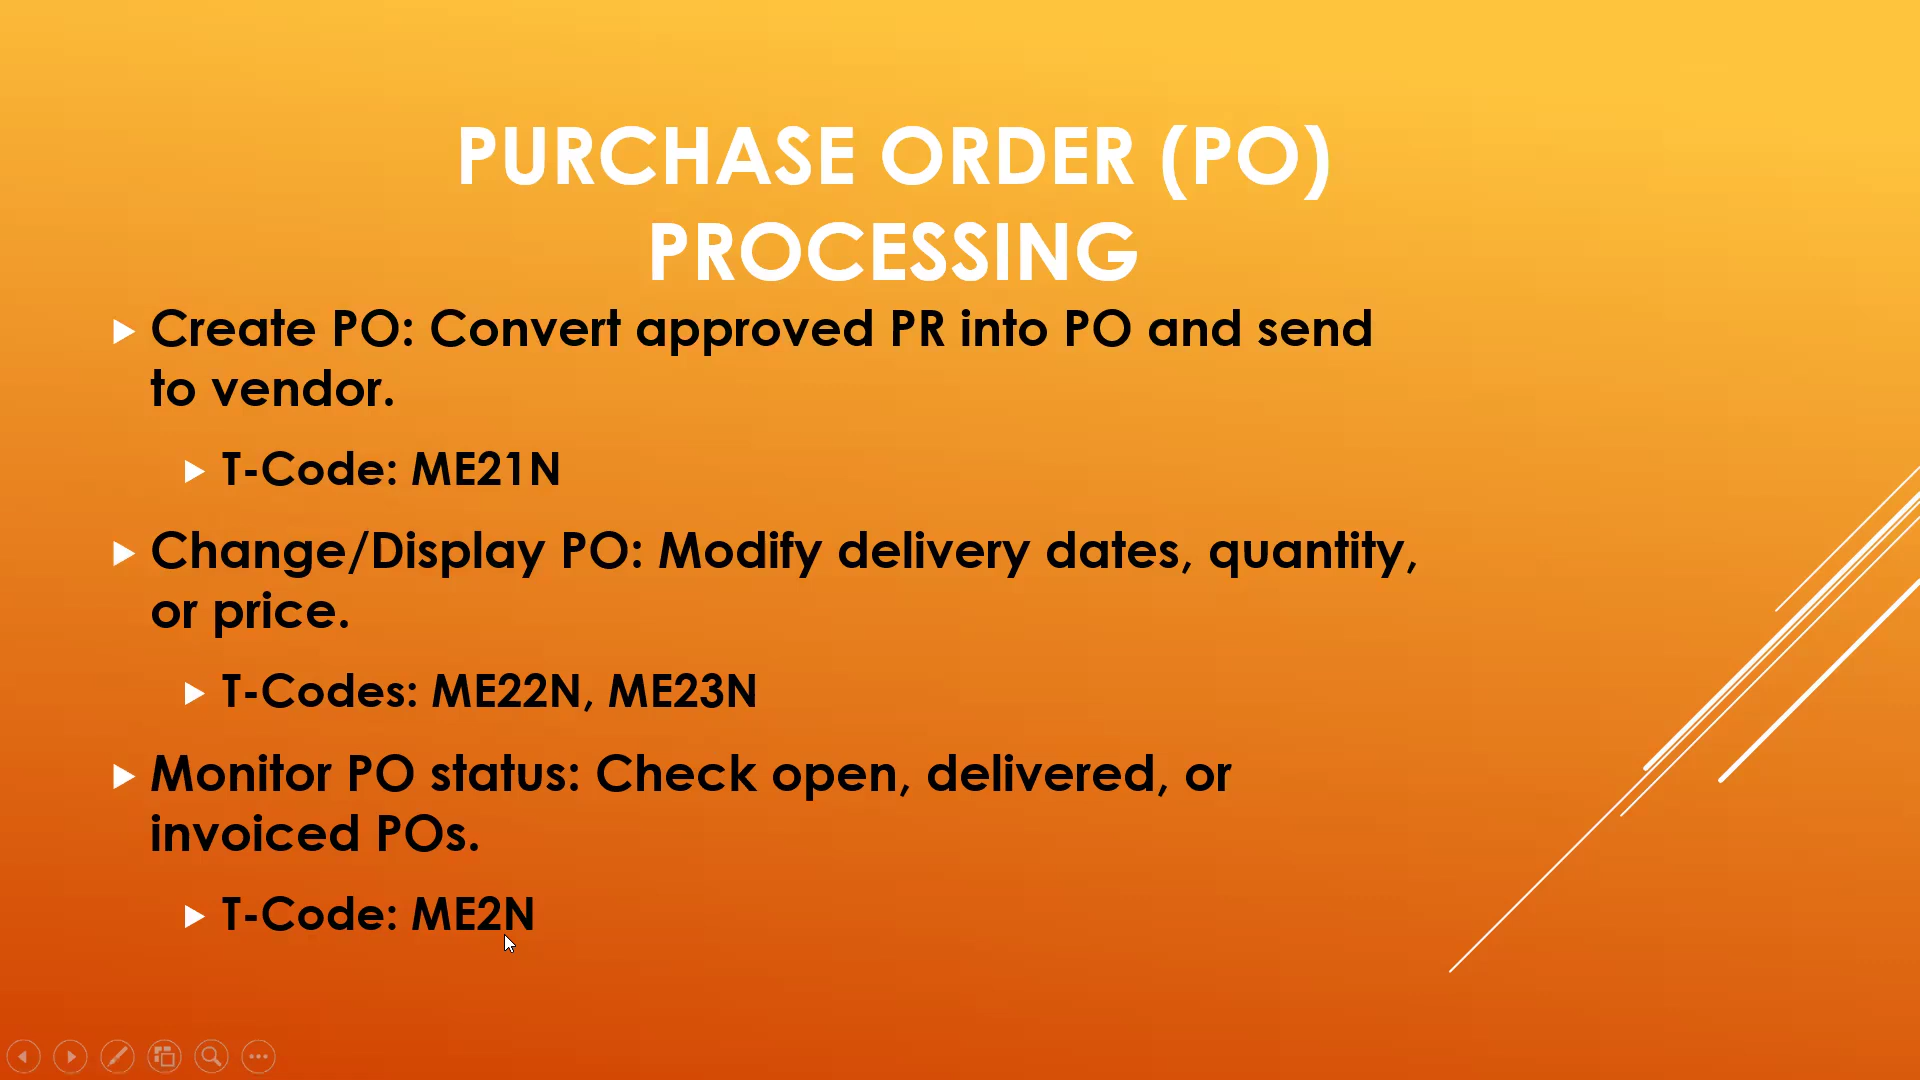 PURCHASE ORDER (PO)
PROCESSING
Create PO: Convert approved PR into PO and send
to vendor.
T-Code: ME21N
Change/Display PO: Modify delivery dates, quantity,
or price.
T-Codes: ME22N, ME23N
Monitor PO status: Check open, delivered, or
invoiced POs.
T-Code: ME2N